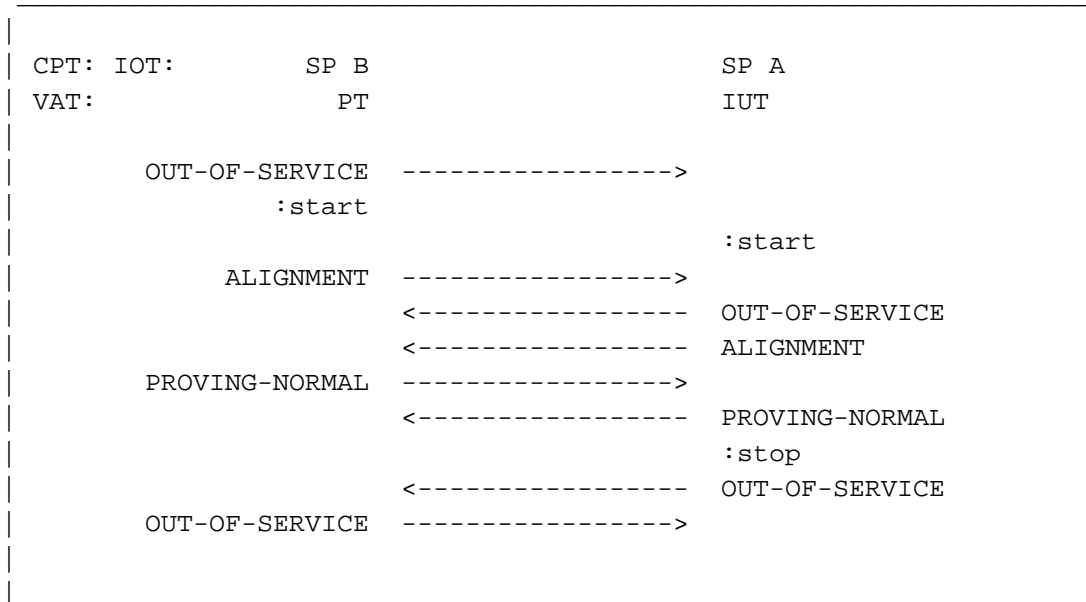 CPT: IOT: SP B SP A
VAT: PT IUT
OUT-OF-SERVICE ----------------->
:start
:start
ALIGNMENT ----------------->
<----------------- OUT-OF-SERVICE
<----------------- ALIGNMENT
PROVING-NORMAL ----------------->
<----------------- PROVING-NORMAL
:stop
<----------------- OUT-OF-SERVICE
OUT-OF-SERVICE ----------------->